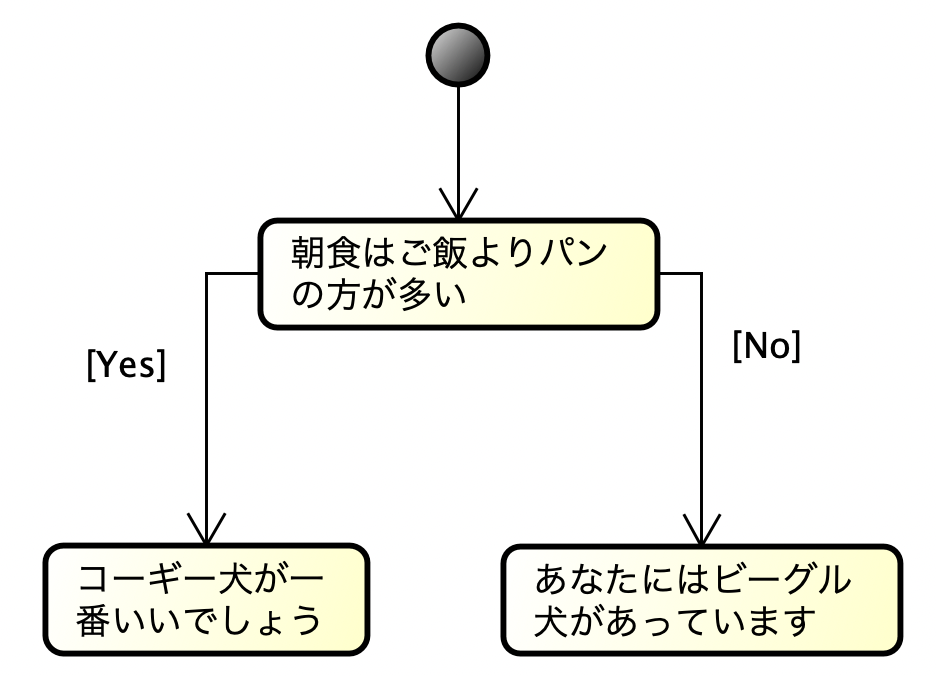 朝食はご飯よりパン
の方が多い
[Yes]
[No]
コーギー犬が一
番いいでしょう
あなたにはビーグル
犬があっています